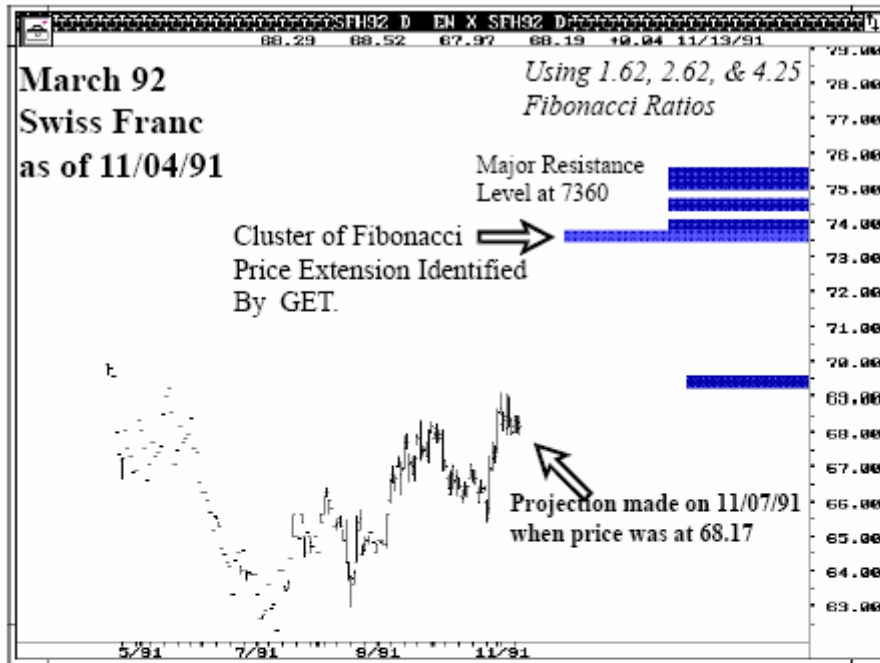 SFH92 D EN X SFH92 D
68.29 68.52 67.97 68.19 +0.04 11/13/91
March 92
Swiss Franc
as of 11/04/91
Using 1.62, 2.62, & 4.25
Fibonacci Ratios
Major Resistance
Level at 7360
Cluster of Fibonacci
Price Extension Identified
By GET.
Projection made on 11/07/91
when price was at 68.17
79.00
78.00
77.00
76.00
75.00
74.00
73.00
72.00
71.00
70.00
69.00
68.00
67.00
66.00
65.00
64.00
63.00
5/91 7/91 9/91 11/91